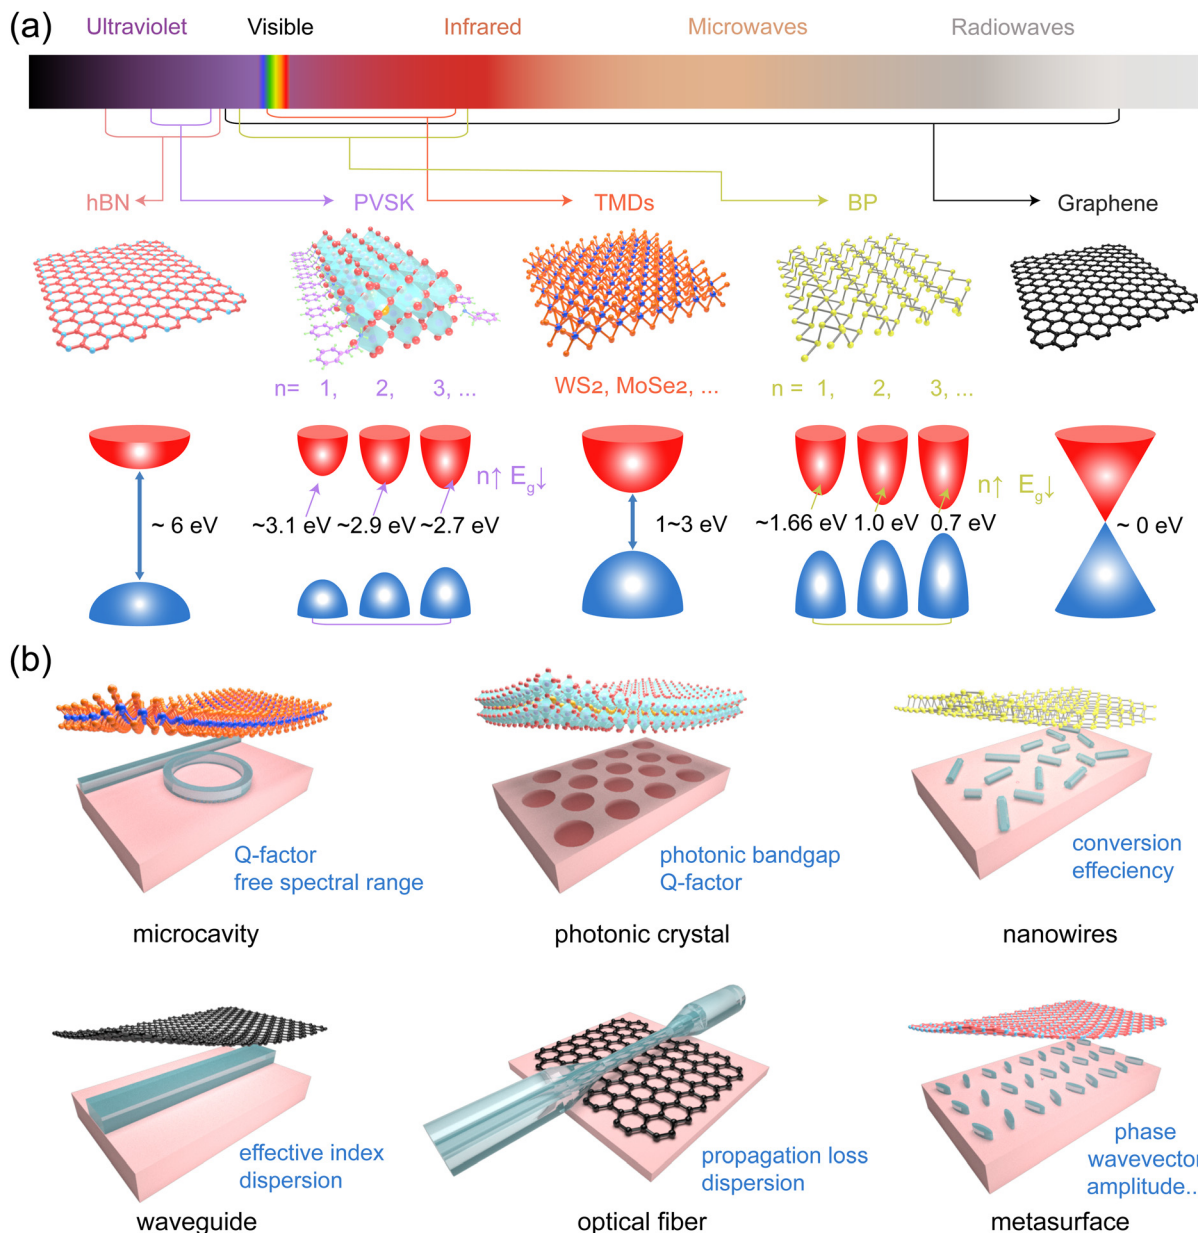 (a)
Ultraviolet Visible Infrared Microwaves Radiowaves
hBN PVSK TMDs BP Graphene
n= 1, 2, 3, ... WS2, MoSe2, ... n = 1, 2, 3, ...
n↑ Eg↓ n↑ Eg↓
~ 6 eV ~3.1 eV ~2.9 eV ~2.7 eV 1~3 eV ~1.66 eV 1.0 eV 0.7 eV ~ 0 eV
(b)
Q-factor
free spectral range
microcavity
photonic bandgap
Q-factor
photonic crystal
conversion
effeciency
nanowires
effective index
dispersion
waveguide
propagation loss
dispersion
optical fiber
phase
wavevector
amplitude..
metasurface